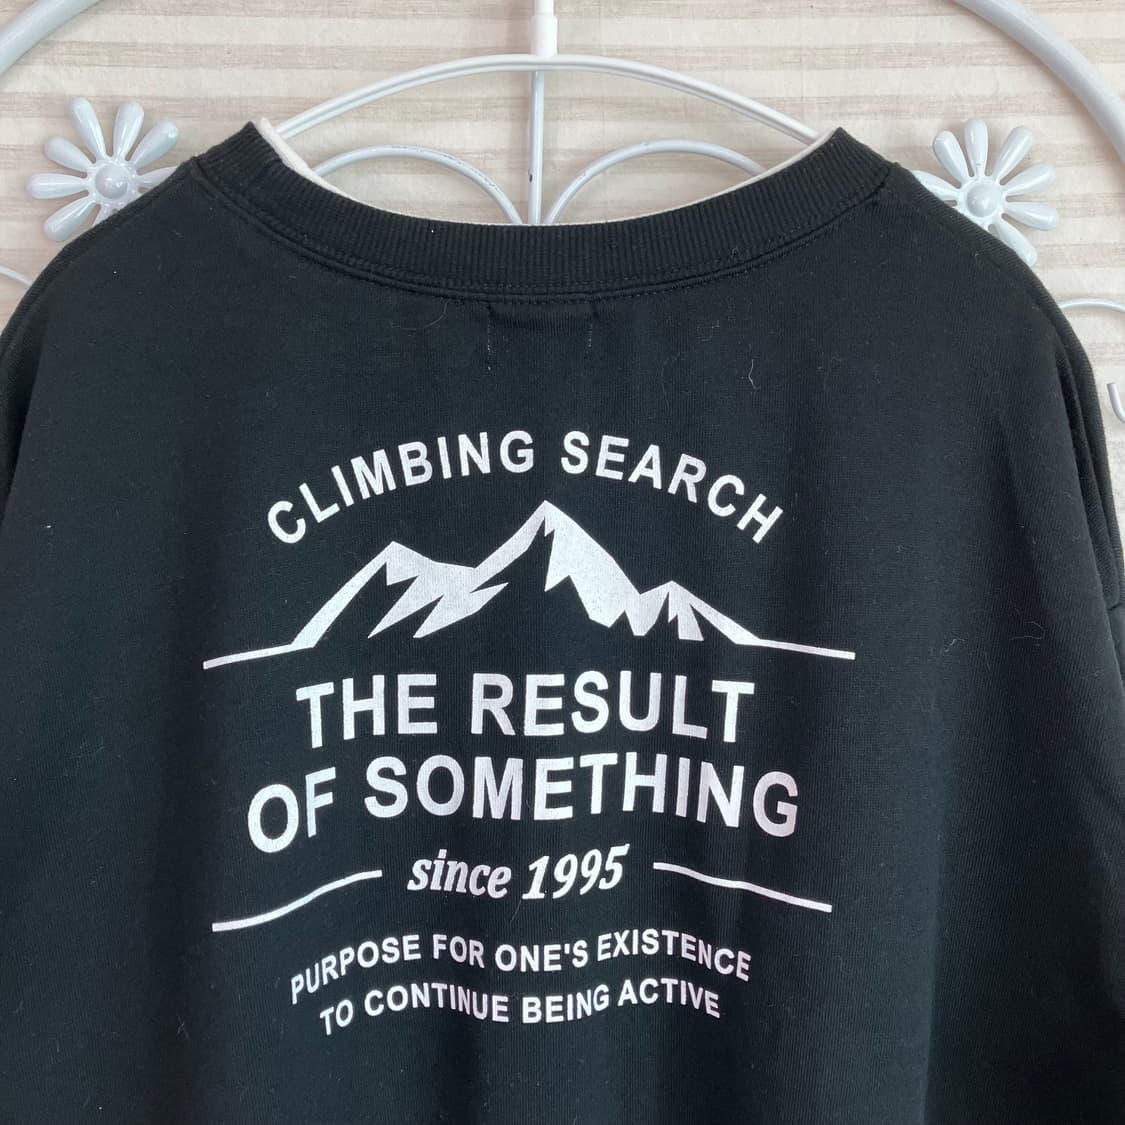 CLIMBING SEARCH
THE RESULT
OF SOMETHING
since 1995
PURPOSE FOR ONE'S EXISTENCE
TO CONTINUE BEING ACTIVE